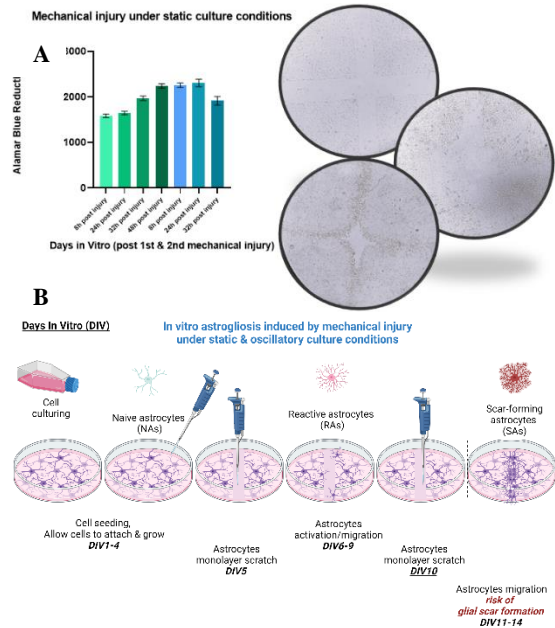 Mechanical injury under static culture conditions
A
Alamar Blue Reducti
3000
2000
1000
0
8h post injury
24h post injury
32h post injury
48h post injury
8h post injury
24h post injury
32h post injury
Days in Vitro (post 1st & 2nd mechanical injury)
B
Days In Vitro (DIV)
In vitro astrogliosis induced by mechanical injury
under static & oscillatory culture conditions
Cell
culturing
Naive astrocytes
(NAs)
Reactive astrocytes
(RAs)
Scar-forming
astrocytes
(SAs)
Cell seeding,
Allow cells to attach & grow
DIV1-4
Astrocytes
monolayer scratch
DIV5
Astrocytes
activation/migration
DIV6-9
Astrocytes
monolayer scratch
DIV10
Astrocytes migration
risk of
glial scar formation
DIV11-14